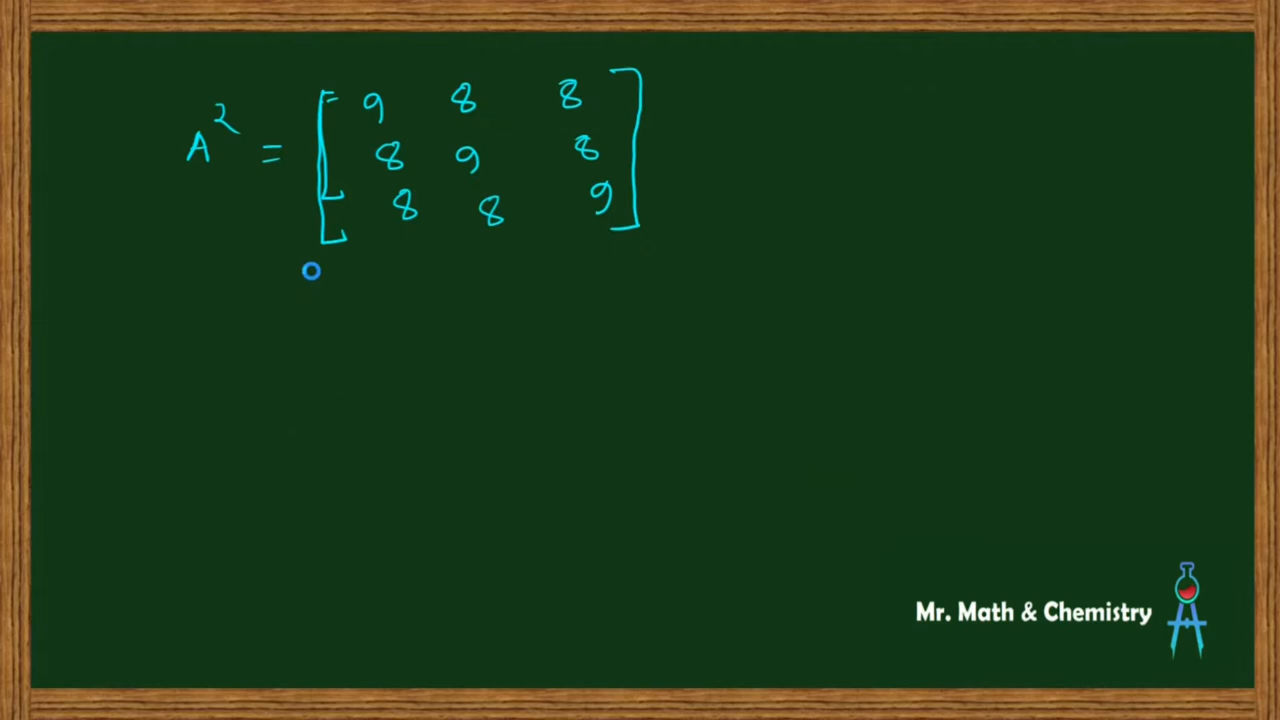 A² = [ 9 8 8
8 9 8
8 8 9 ]
Mr. Math & Chemistry